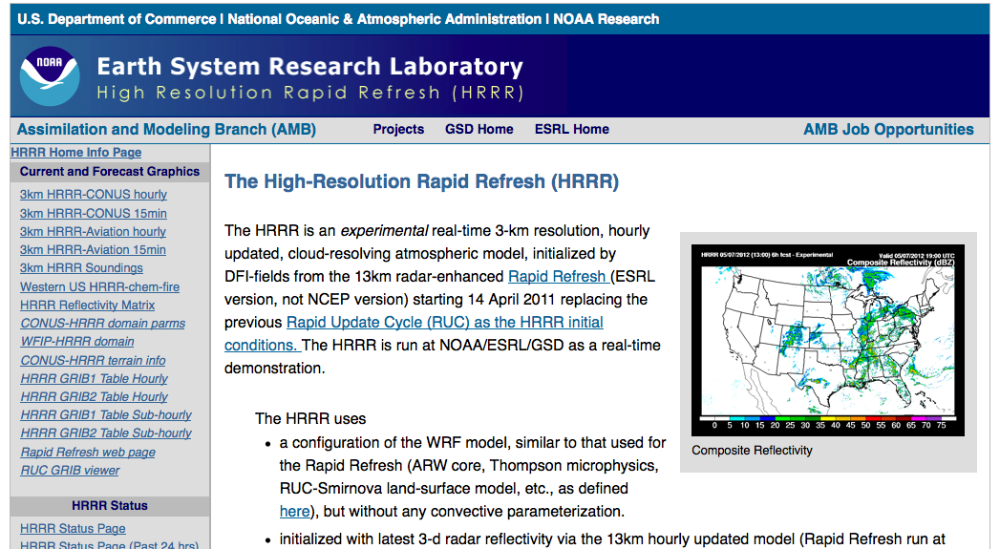 U.S. Department of Commerce | National Oceanic & Atmospheric Administration | NOAA Research
NOAA
Earth System Research Laboratory
High Resolution Rapid Refresh (HRRR)
Assimilation and Modeling Branch (AMB)
Projects
GSD Home
ESRL Home
AMB Job Opportunities
HRRR Home Info Page
Current and Forecast Graphics
3km HRRR-CONUS hourly
3km HRRR-CONUS 15min
3km HRRR-Aviation hourly
3km HRRR-Aviation 15min
3km HRRR Soundings
Western US HRRR-chem-fire
HRRR Reflectivity Matrix
CONUS-HRRR domain parms
WFIP-HRRR domain
CONUS-HRRR terrain info
HRRR GRIB1 Table Hourly
HRRR GRIB2 Table Hourly
HRRR GRIB1 Table Sub-hourly
HRRR GRIB2 Table Sub-hourly
Rapid Refresh web page
RUC GRIB viewer
HRRR Status
HRRR Status Page
HRRR Status Page (Past 24 hrs)
The High-Resolution Rapid Refresh (HRRR)
The HRRR is an experimental real-time 3-km resolution, hourly
updated, cloud-resolving atmospheric model, initialized by
DFI-fields from the 13km radar-enhanced Rapid Refresh (ESRL
version, not NCEP version) starting 14 April 2011 replacing the
previous Rapid Update Cycle (RUC) as the HRRR initial
conditions. The HRRR is run at NOAA/ESRL/GSD as a real-time
demonstration.
HRRR 05/07/2012 (13:00) 6h fcst - Experimental
Valid 05/07/2012 19:00 UTC
Composite Reflectivity (dBZ)
0 5 10 15 20 25 30 35 40 45 50 55 60 65 70 75
Composite Reflectivity
The HRRR uses
• a configuration of the WRF model, similar to that used for
the Rapid Refresh (ARW core, Thompson microphysics,
RUC-Smirnova land-surface model, etc., as defined
here), but without any convective parameterization.
• initialized with latest 3-d radar reflectivity via the 13km hourly updated model (Rapid Refresh run at